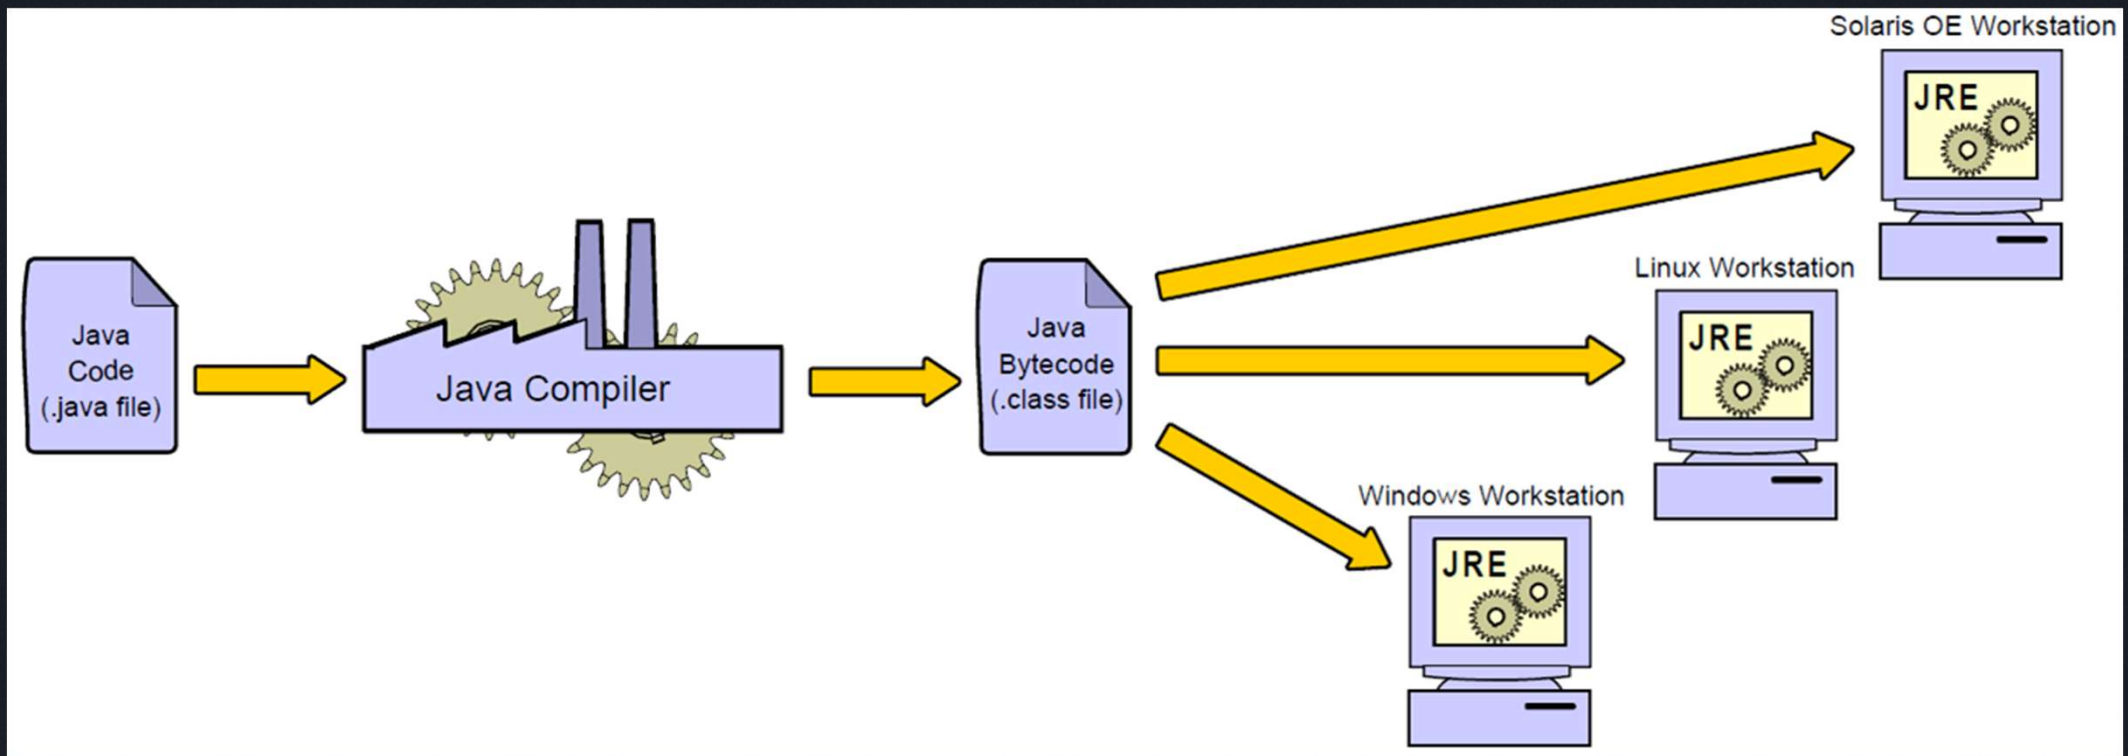 Java
Code
(.java file)
Java Compiler
Java
Bytecode
(.class file)
Solaris OE Workstation
JRE
Linux Workstation
JRE
Windows Workstation
JRE